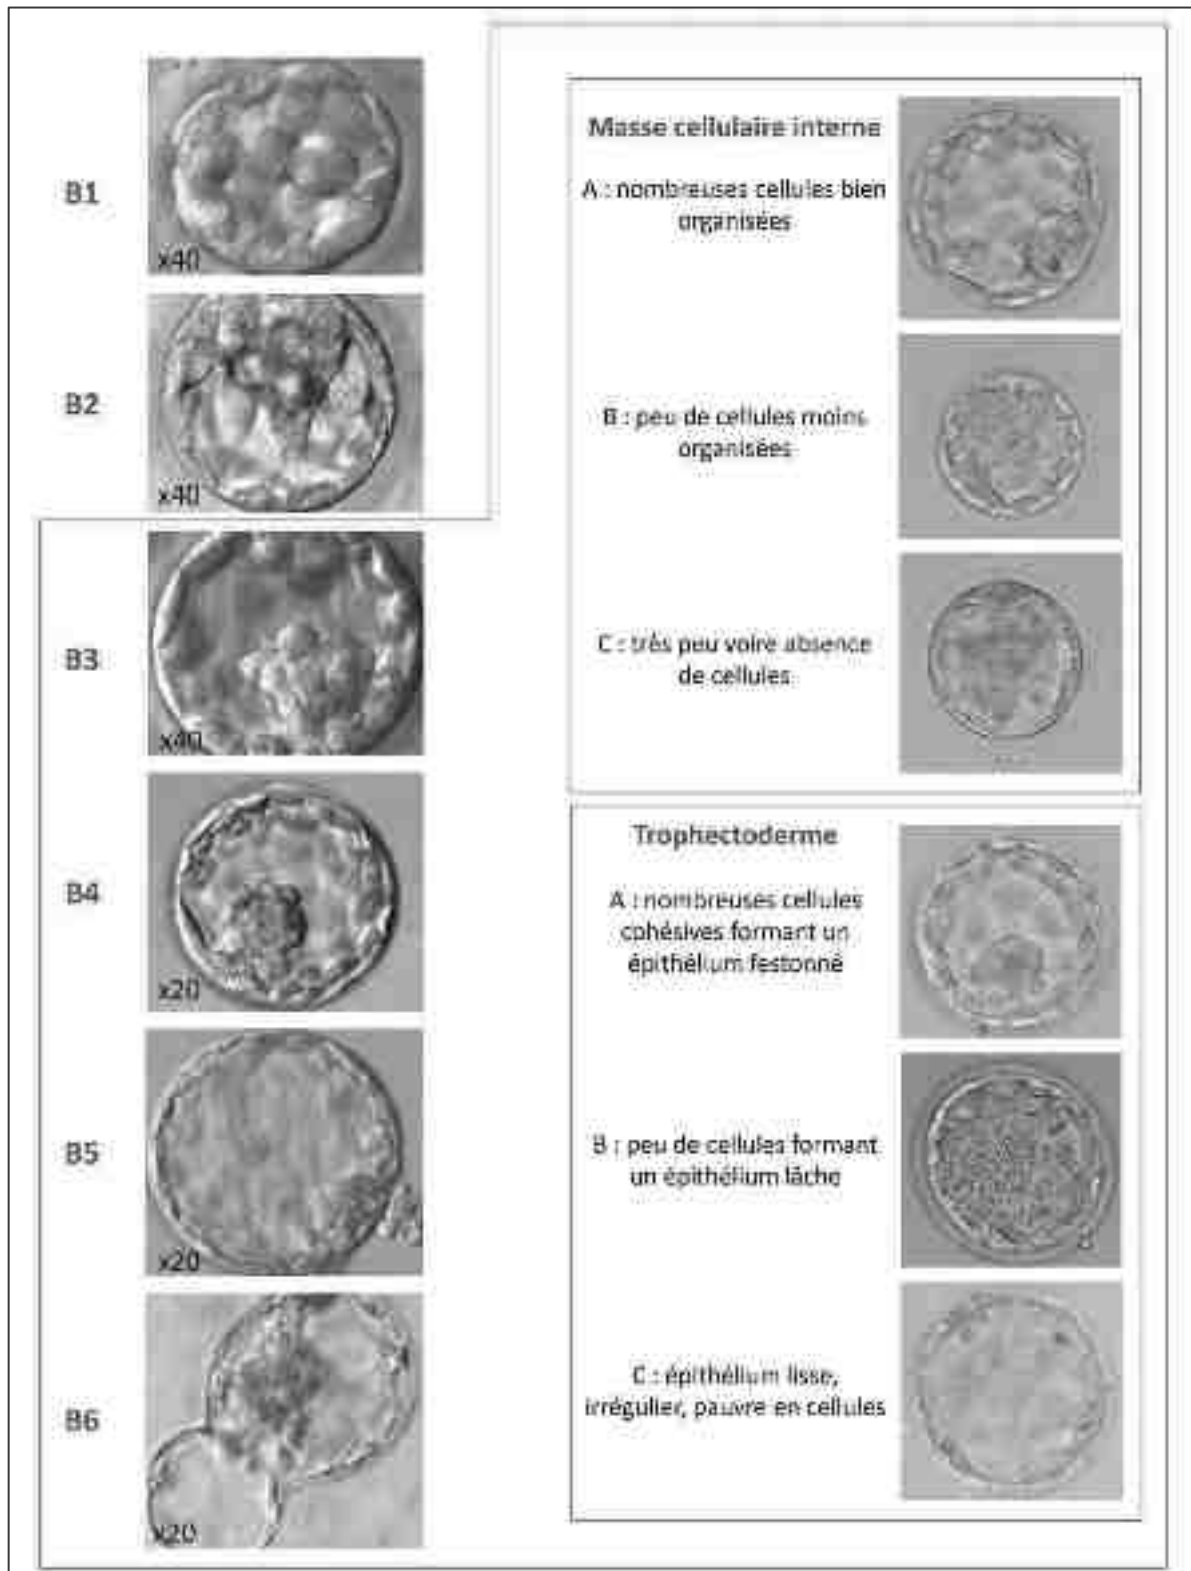 B1
x40
B2
x40
B3
x40
B4
x20
B5
x20
B6
x20
Masse cellulaire interne
A : nombreuses cellules bien
organisées
B : peu de cellules moins
organisées
C : très peu voire absence
de cellules
Trophectoderme
A : nombreuses cellules
cohésives formant un
épithélium festonné
B : peu de cellules formant
un épithélium lâche
C : épithélium lisse,
irrégulier, pauvre en cellules